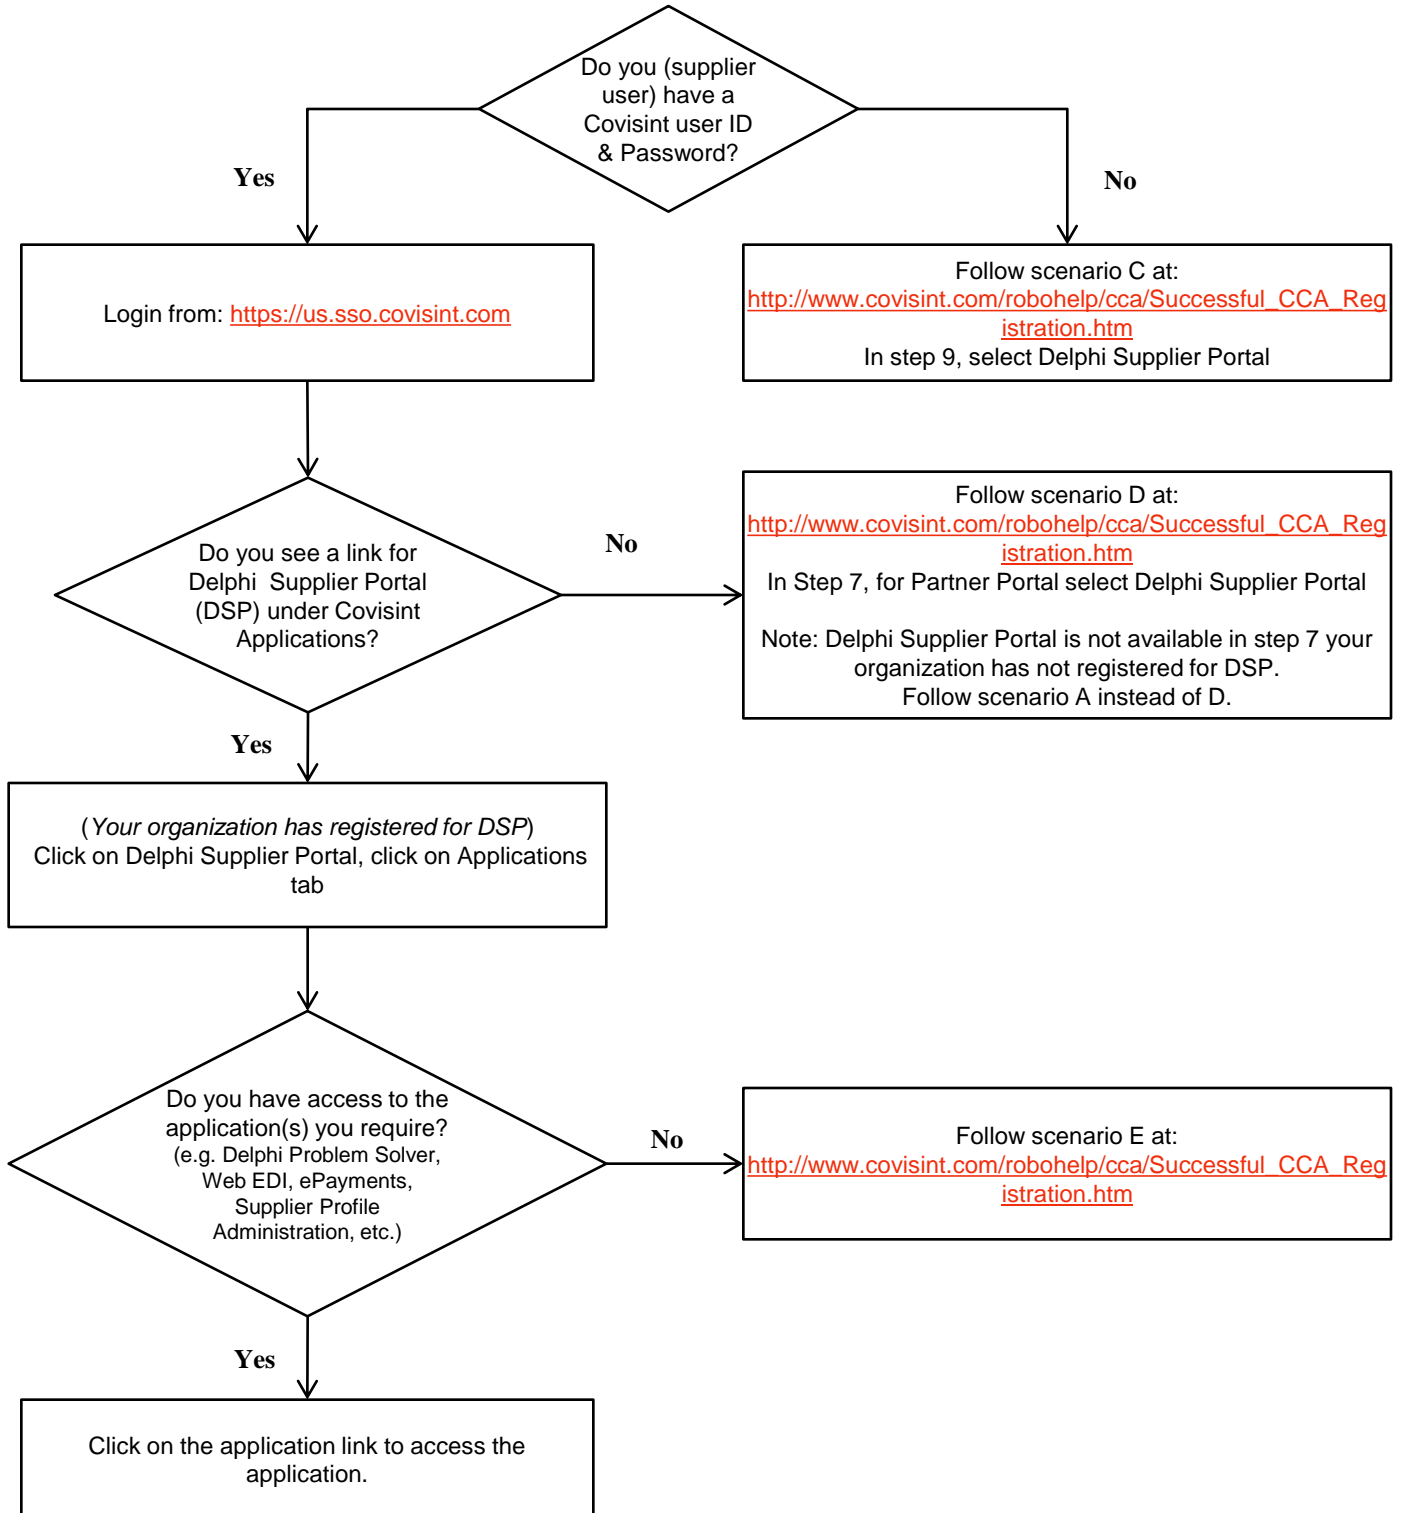 Do you (supplier
user) have a
Covisint user ID
& Password?
Yes
No
Login from: https://us.sso.covisint.com
Follow scenario C at:
http://www.covisint.com/robohelp/cca/Successful_CCA_Reg
istration.htm
In step 9, select Delphi Supplier Portal
Do you see a link for
Delphi Supplier Portal
(DSP) under Covisint
Applications?
No
Follow scenario D at:
http://www.covisint.com/robohelp/cca/Successful_CCA_Reg
istration.htm
In Step 7, for Partner Portal select Delphi Supplier Portal
Note: Delphi Supplier Portal is not available in step 7 your
organization has not registered for DSP.
Follow scenario A instead of D.
Yes
(Your organization has registered for DSP)
Click on Delphi Supplier Portal, click on Applications
tab
Do you have access to the
application(s) you require?
(e.g. Delphi Problem Solver,
Web EDI, ePayments,
Supplier Profile
Administration, etc.)
No
Follow scenario E at:
http://www.covisint.com/robohelp/cca/Successful_CCA_Reg
istration.htm
Yes
Click on the application link to access the
application.